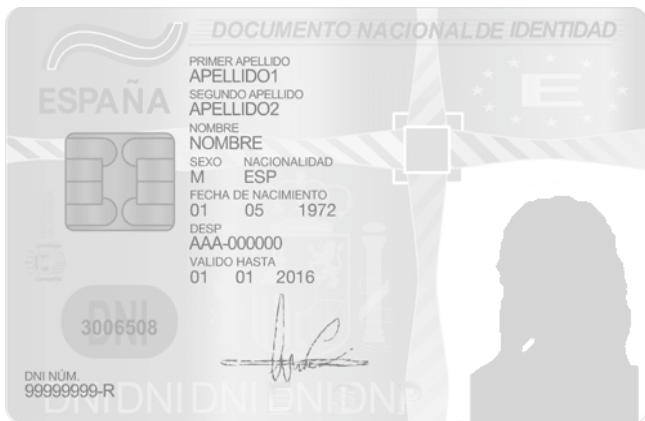 DOCUMENTO NACIONAL DE IDENTIDAD
ESPAÑA
PRIMER APELLIDO
APELLIDO1
SEGUNDO APELLIDO
APELLIDO2
NOMBRE
NOMBRE
SEXO NACIONALIDAD
M ESP
FECHA DE NACIMIENTO
01 05 1972
DESP
AAA-000000
VALIDO HASTA
01 01 2016
E
DNI
3006508
DNI NÚM.
99999999-R
DNIDNIDNIDNIDNP